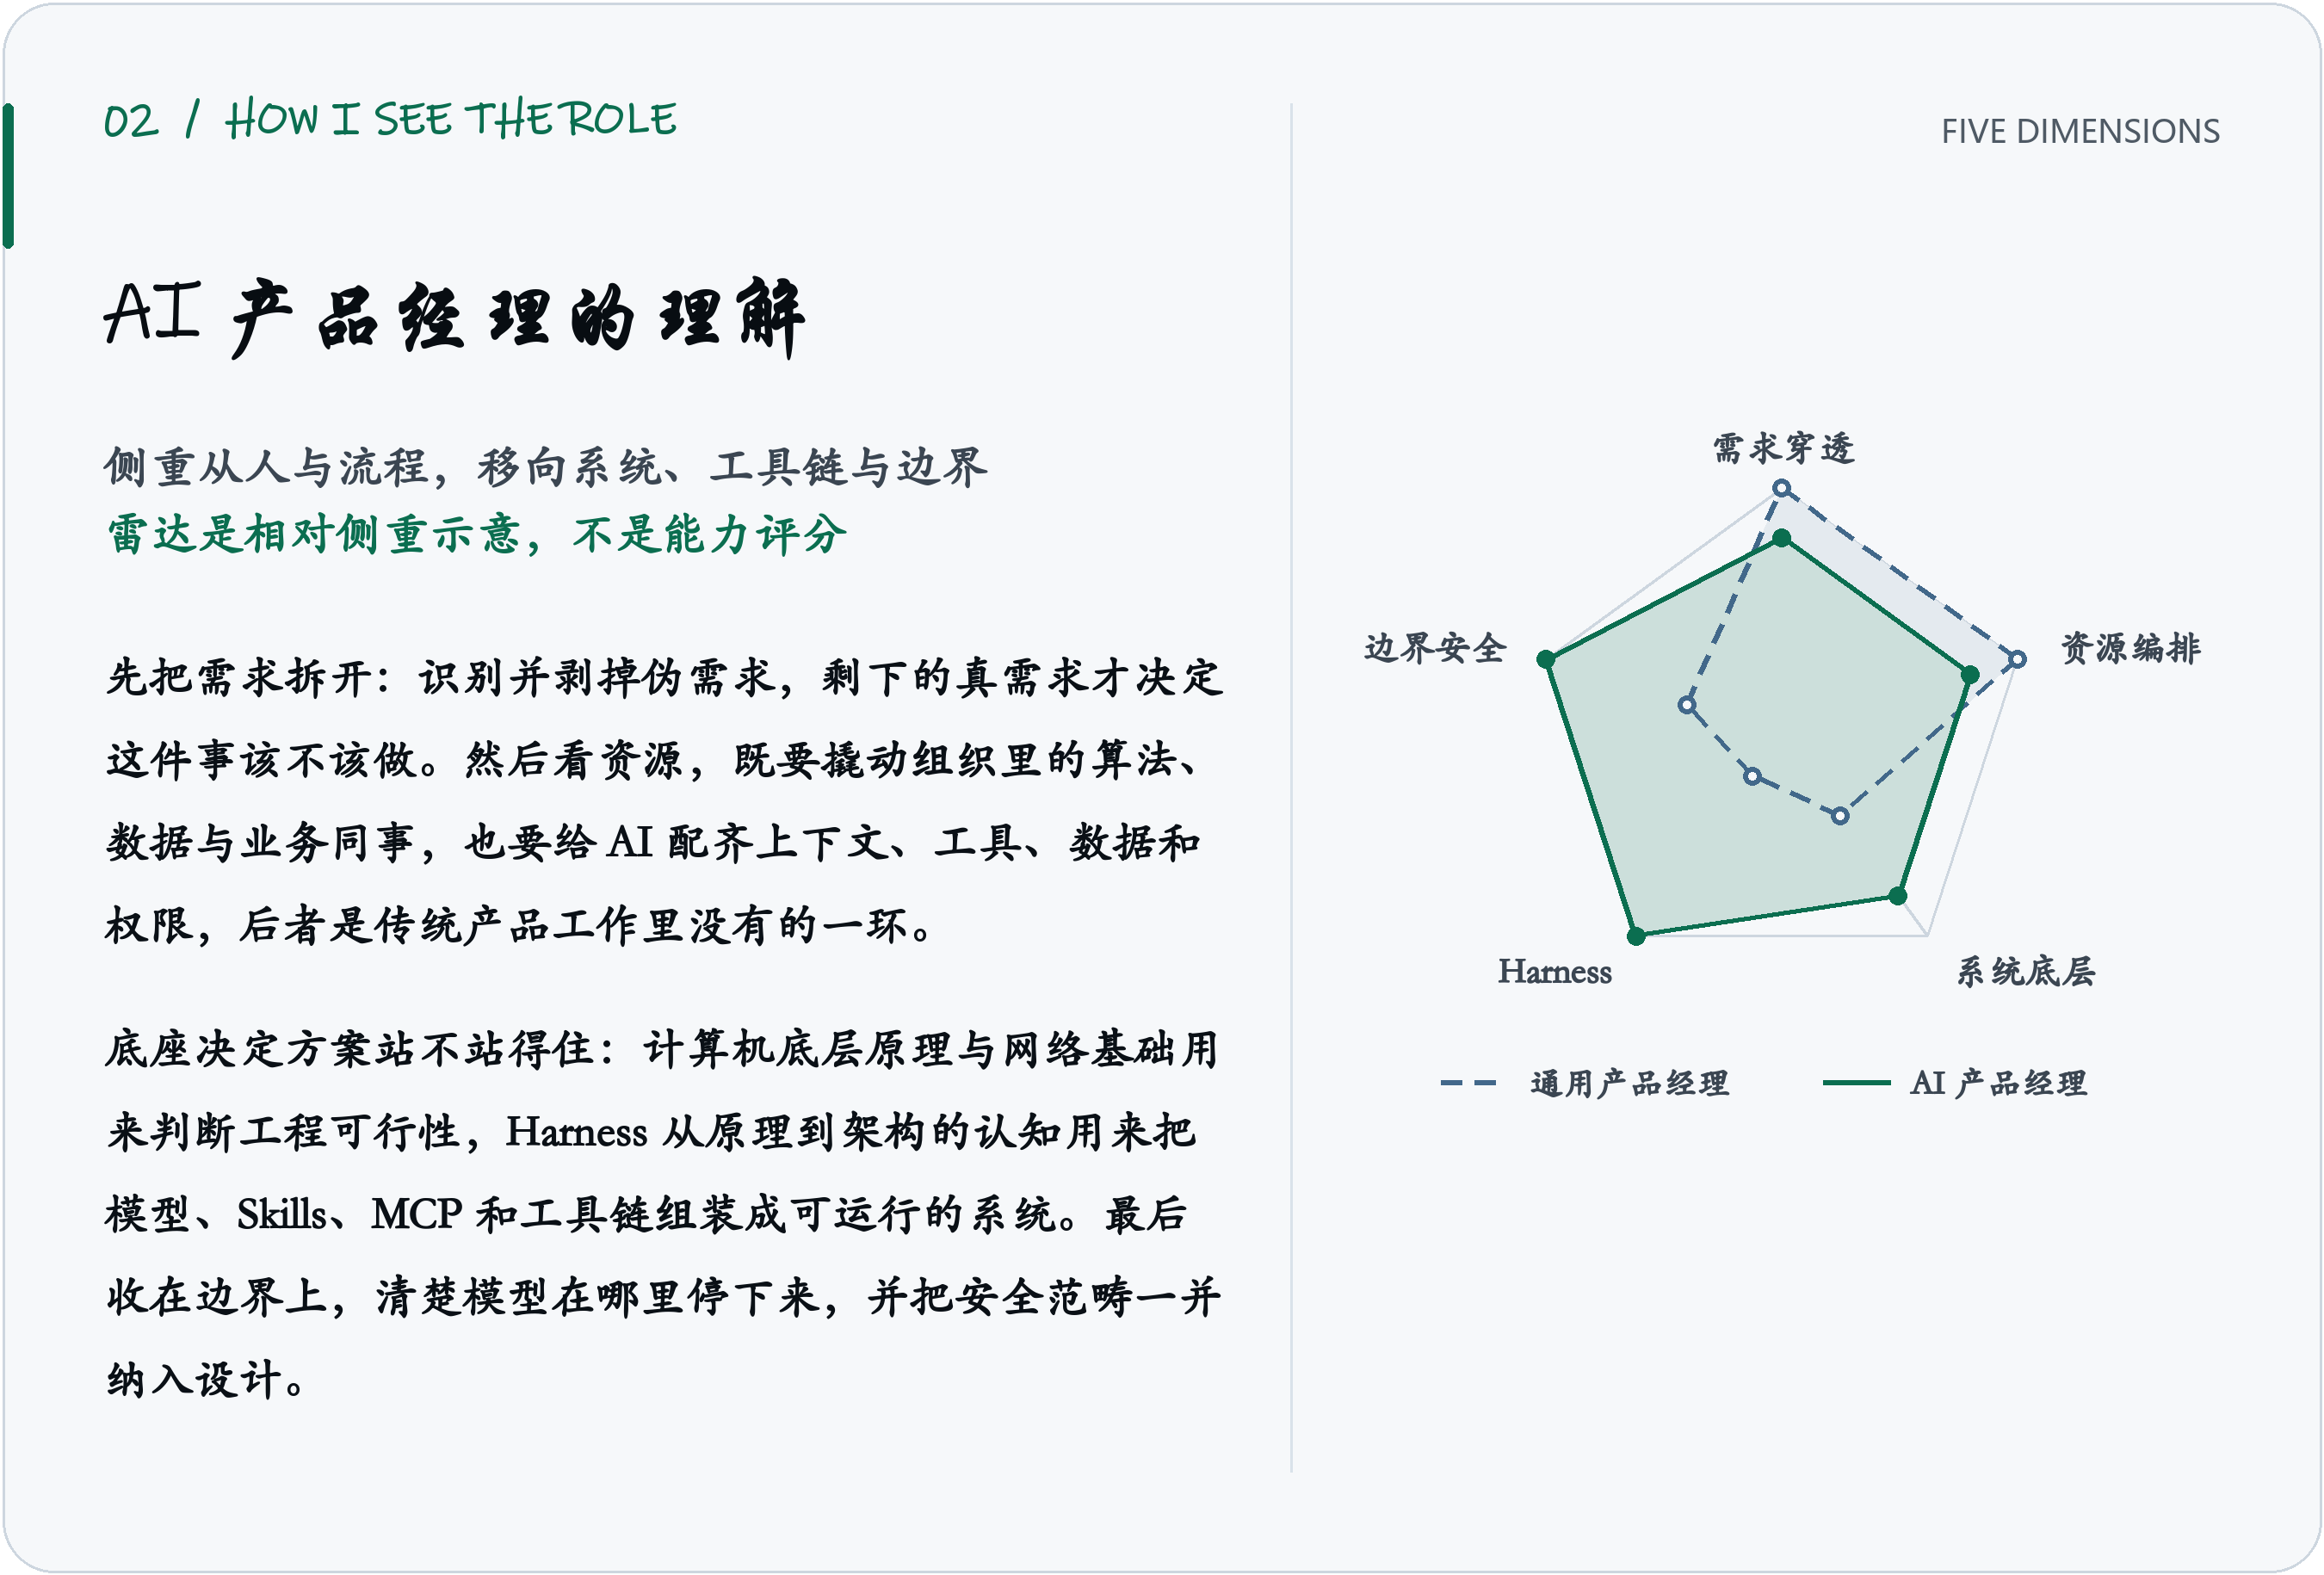 02 / HOW I SEE THE ROLE
FIVE DIMENSIONS
AI 产品经理的理解
侧重从人与流程，移向系统、工具链与边界
雷达是相对侧重示意，不是能力评分
先把需求拆开：识别并剥掉伪需求，剩下的真需求才决定
这件事该不该做。然后看资源，既要撬动组织里的算法、
数据与业务同事，也要给 AI 配齐上下文、工具、数据和
权限，后者是传统产品工作里没有的一环。
底座决定方案站不站得住：计算机底层原理与网络基础用
来判断工程可行性，Harness 从原理到架构的认知用来把
模型、Skills、MCP 和工具链组装成可运行的系统。最后
收在边界上，清楚模型在哪里停下来，并把安全范畴一并
纳入设计。
需求穿透
边界安全
资源编排
Harness
系统底层
通用产品经理
AI 产品经理